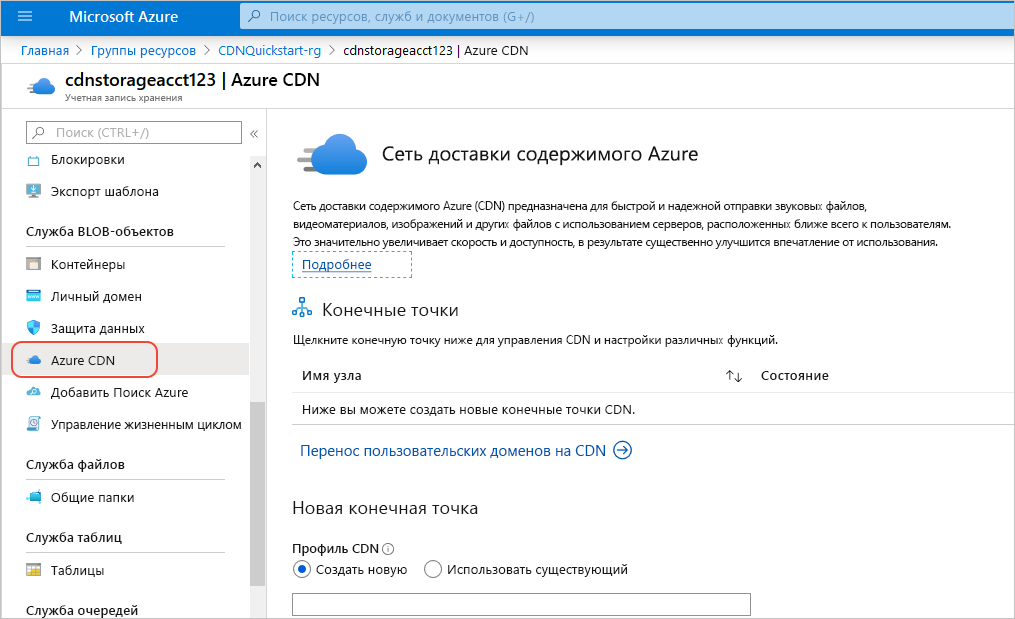 Microsoft Azure
Поиск ресурсов, служб и документов (G+/)
Главная > Группы ресурсов > CDNQuickstart-rg > cdnstorageacct123 | Azure CDN
cdnstorageacct123 | Azure CDN
Учетная запись хранения
Поиск (CTRL+/)
«
Блокировки
Экспорт шаблона
Служба BLOB-объектов
Контейнеры
Личный домен
Защита данных
Azure CDN
Добавить Поиск Azure
Управление жизненным циклом
Служба файлов
Общие папки
Служба таблиц
Таблицы
Служба очередей
Сеть доставки содержимого Azure
Сеть доставки содержимого Azure (CDN) предназначена для быстрой и надежной отправки звуковых файлов,
видеоматериалов, изображений и других файлов с использованием серверов, расположенных ближе всего к пользователям.
Это значительно увеличивает скорость и доступность, в результате существенно улучшится впечатление от использования.
Подробнее
Конечные точки
Щелкните конечную точку ниже для управления CDN и настройки различных функций.
Имя узла
Состояние
Ниже вы можете создать новые конечные точки CDN.
Перенос пользовательских доменов на CDN
Новая конечная точка
Профиль CDN
Создать новую
Использовать существующий